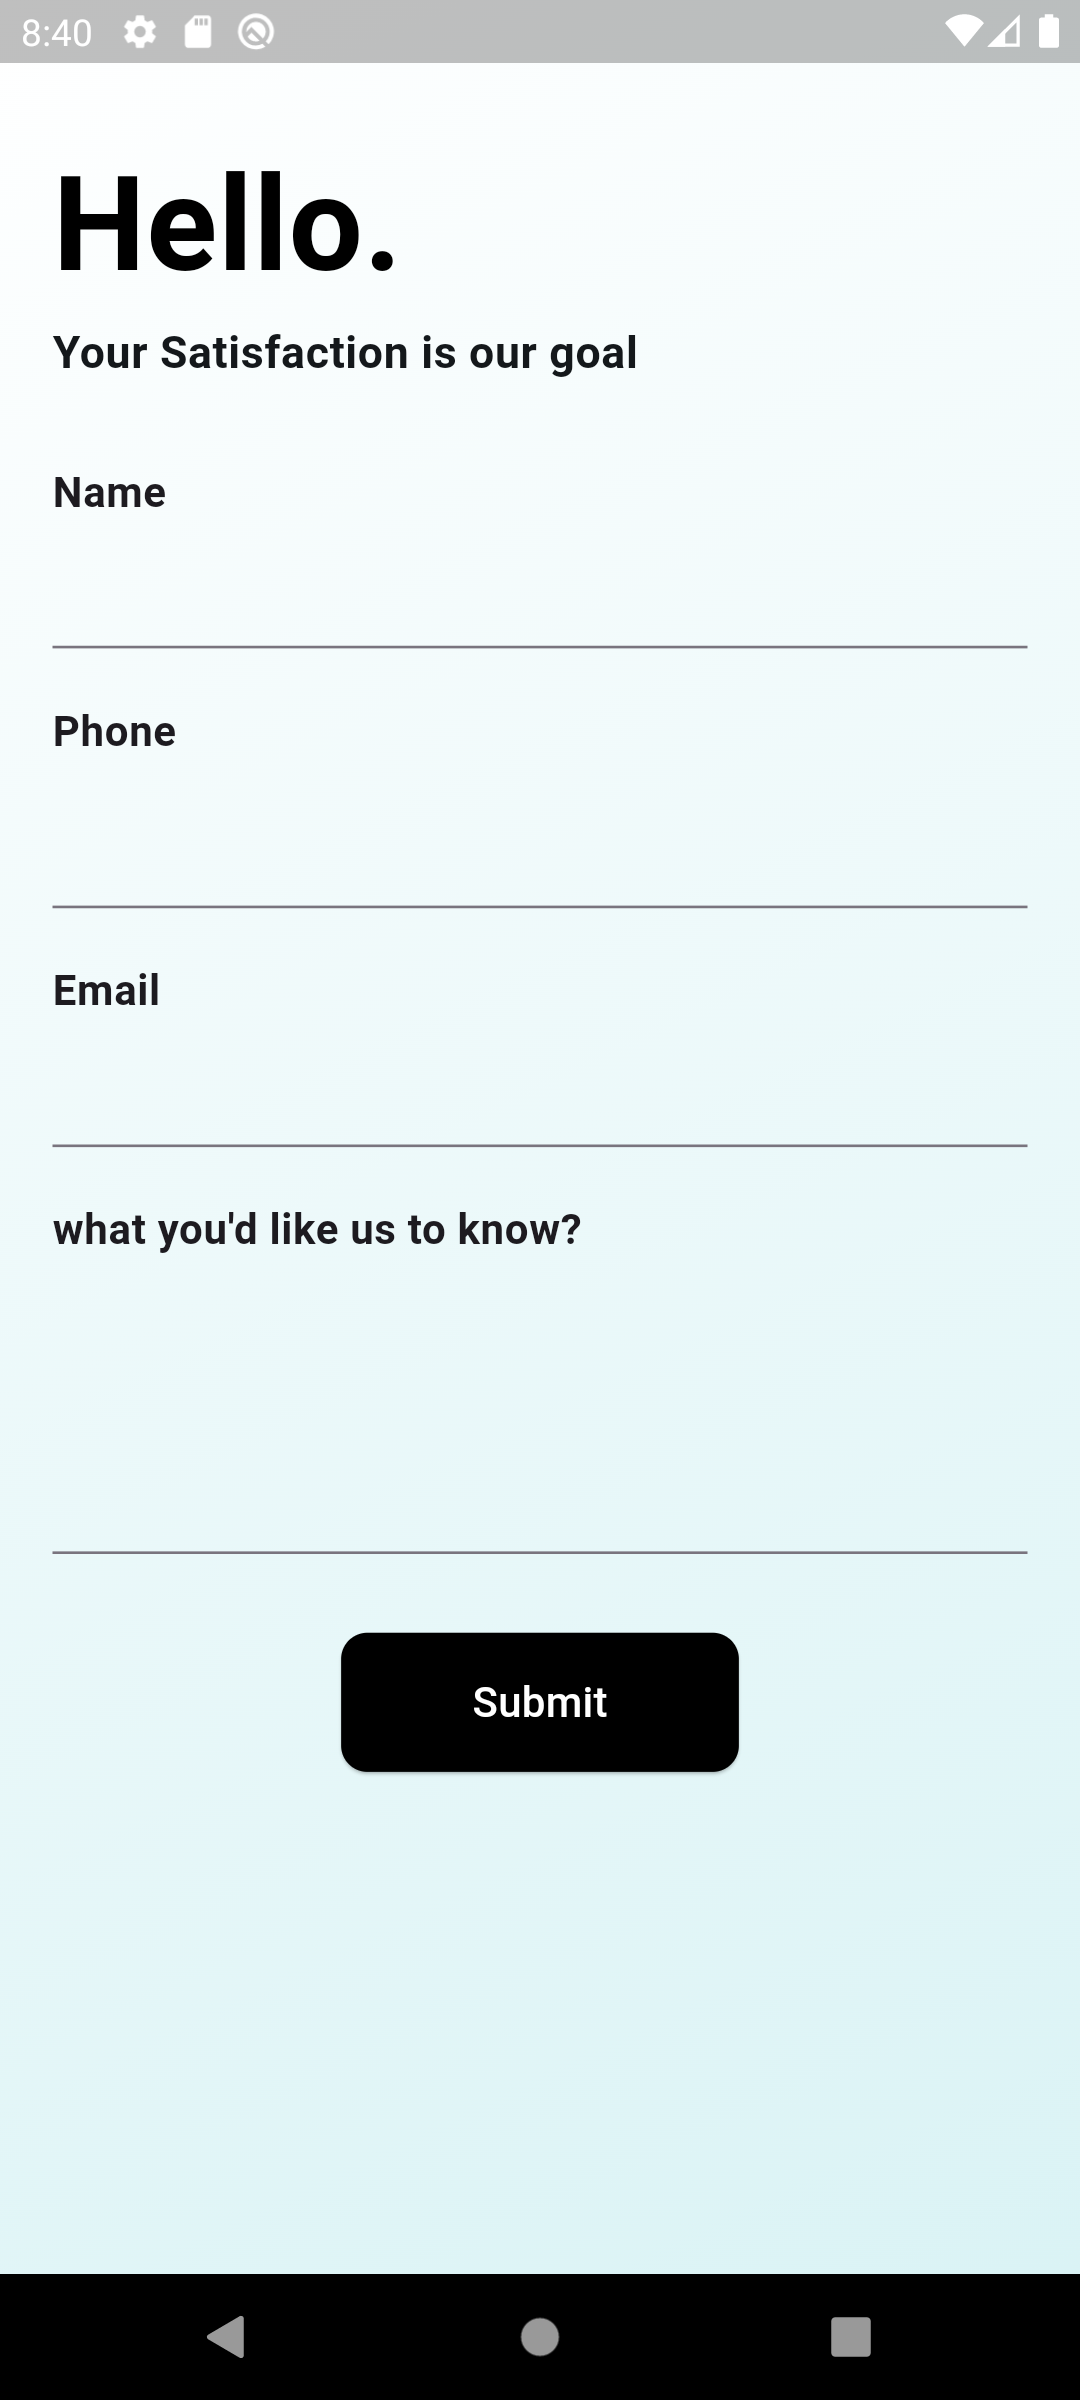 8:40
Hello.
Your Satisfaction is our goal
Name
Phone
Email
what you'd like us to know?
Submit